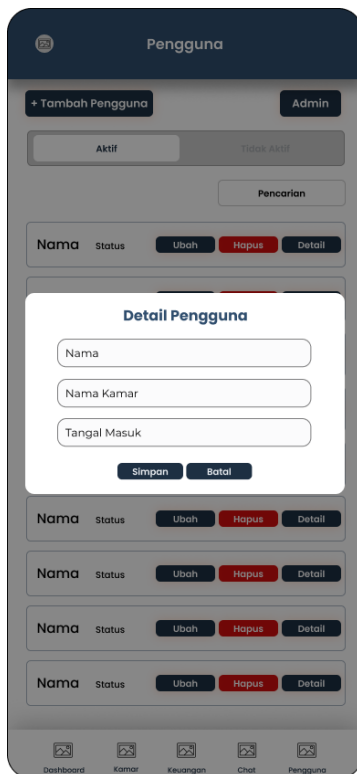 Pengguna
+ Tambah Pengguna
Admin
Aktif
Tidak Aktif
Pencarian
Nama Status Ubah Hapus Detail
Detail Pengguna
Nama
Nama Kamar
Tangal Masuk
Simpan Batal
Nama Status Ubah Hapus Detail
Nama Status Ubah Hapus Detail
Nama Status Ubah Hapus Detail
Nama Status Ubah Hapus Detail
Dashboard Kamar Keuangan Chat Pengguna